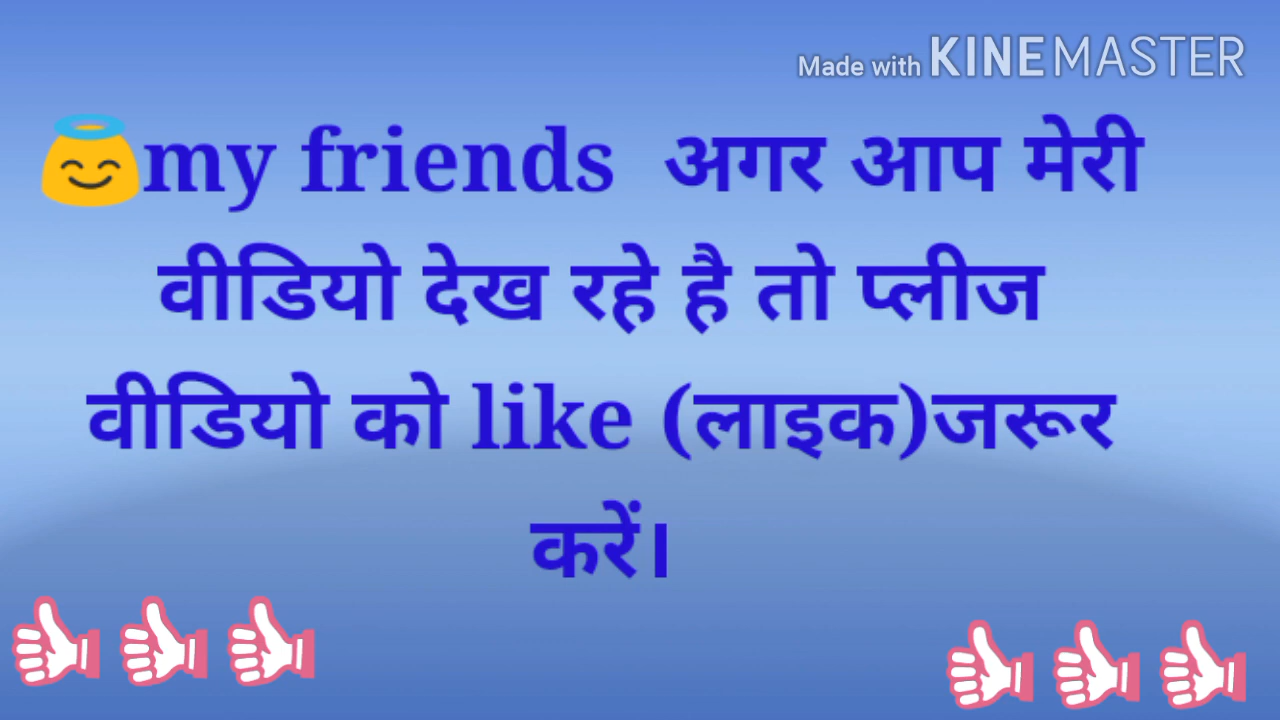 Made with KINEMASTER
😇my friends अगर आप मेरी
वीडियो देख रहे है तो प्लीज
वीडियो को like (लाइक)जरूर
करें।